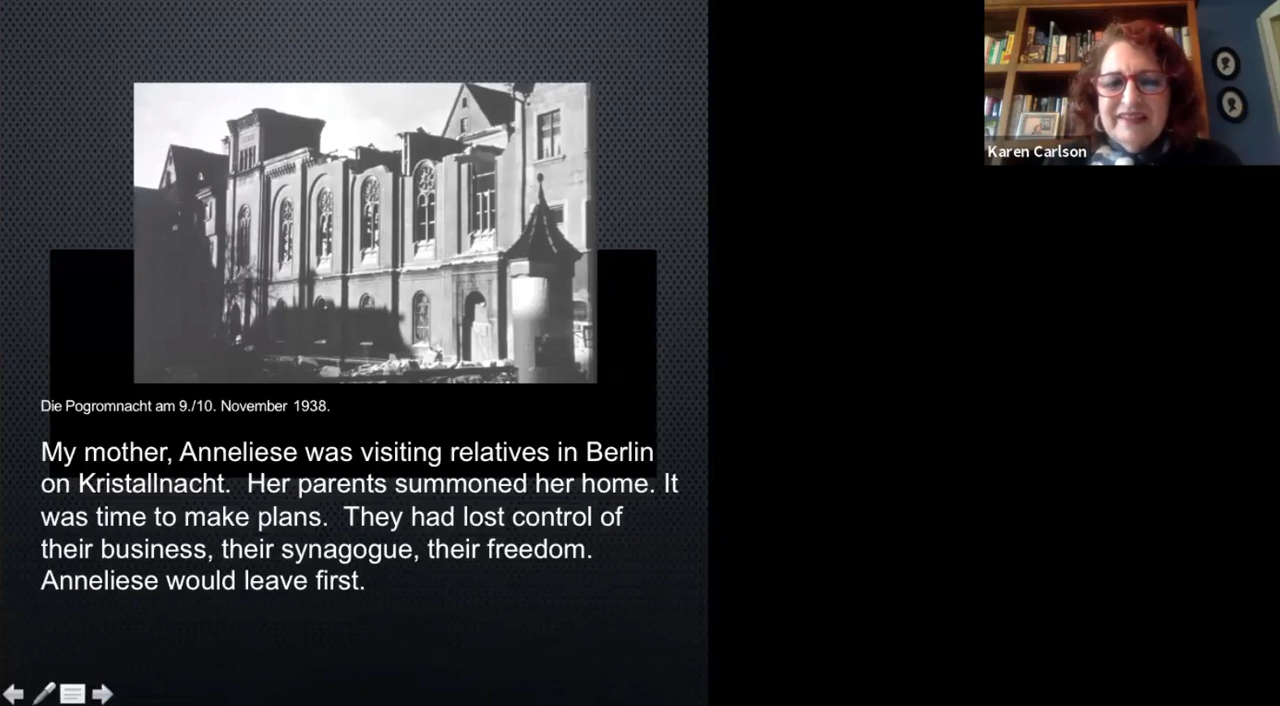 Die Pogromnacht am 9./10. November 1938.
My mother, Anneliese was visiting relatives in Berlin
on Kristallnacht.  Her parents summoned her home. It
was time to make plans.  They had lost control of
their business, their synagogue, their freedom.
Anneliese would leave first.
Karen Carlson